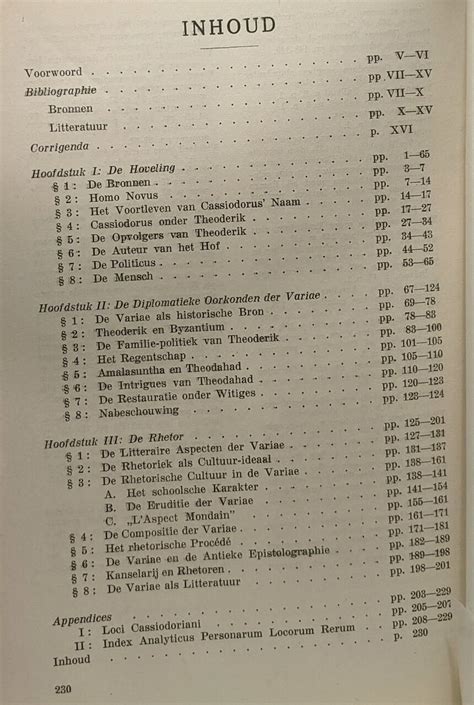 INHOUD
Voorwoord . . . pp. V—VI
Bibliographie . . . pp VII—XV
Bronnen . . . pp. VII—X
Litteratuur . . . pp. X—XV
Corrigenda . . . p. XVI
Hoofdstuk I: De Hoveling . . . pp. 1—65
§ 1: De Bronnen . . . pp. 3—7
§ 2: Homo Novus . . . pp. 7—14
§ 3: Het Voortleven van Cassiodorus' Naam . . . pp. 14—17
§ 4: Cassiodorus onder Theoderik . . . pp. 17—27
§ 5: De Opvolgers van Theoderik . . . pp. 27—34
§ 6: De Auteur van het Hof . . . pp. 34—43
§ 7: De Politicus . . . pp. 44—52
§ 8: De Mensch . . . pp. 53—65
Hoofdstuk II: De Diplomatieke Oorkonden der Variae . . . pp. 67—124
§ 1: De Variae als historische Bron . . . pp. 69—78
§ 2: Theoderik en Byzantium . . . pp. 78—83
§ 3: De Familie-politiek van Theoderik . . . pp. 83—100
§ 4: Het Regentschap . . . pp. 101—105
§ 5: Amalasuntha en Theodahad . . . pp. 105—110
§ 6: De Intrigues van Theodahad . . . pp. 110—120
§ 7: De Restauratie onder Witiges . . . pp. 120—123
§ 8: Nabeschouwing . . . pp. 123—124
Hoofdstuk III: De Rhetor . . . pp. 125—201
§ 1: De Litteraire Aspecten der Variae . . . pp. 127—131
§ 2: De Rhetoriek als Cultuur-ideaal . . . pp. 131—137
§ 3: De Rhetorische Cultuur in de Variae . . . pp. 138—161
A. Het schoolsche Karakter . . . pp. 138—141
B. De Eruditie der Variae . . . pp. 141—154
C. „L'Aspect Mondain” . . . pp. 155—161
§ 4: De Compositie der Variae . . . pp. 161—171
§ 5: Het rhetorische Procédé . . . pp. 171—181
§ 6: De Variae en de Antieke Epistolographie . . . pp. 182—189
§ 7: Kanselarij en Rhetoren . . . pp. 189—198
§ 8: De Variae als Litteratuur . . . pp. 198—201
Appendices . . . pp. 203—229
I: Loci Cassiodoriani . . . pp. 205—207
II: Index Analyticus Personarum Locorum Rerum . . . pp. 208—229
Inhoud . . . p. 230
230